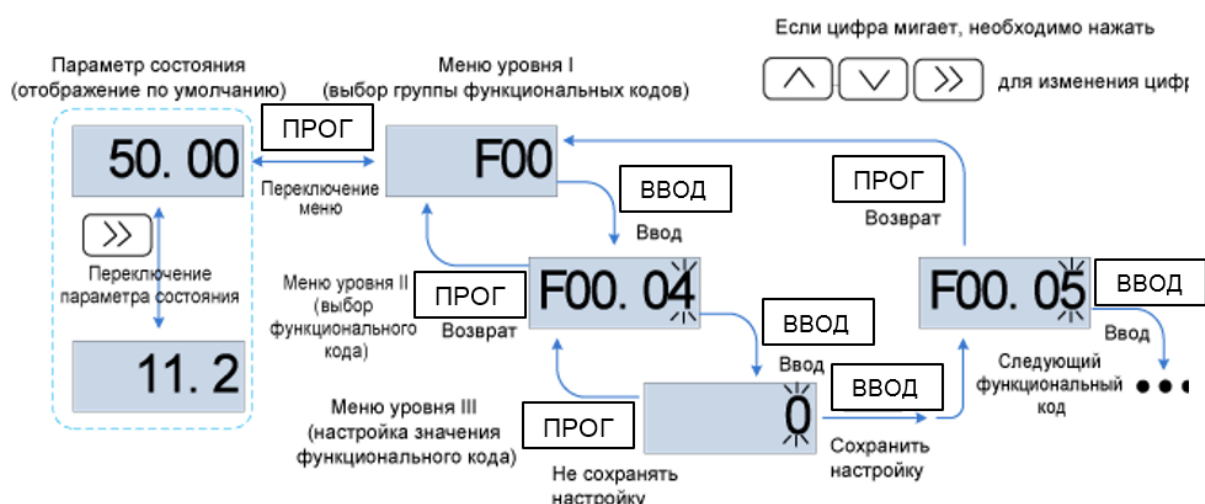 Если цифра мигает, необходимо нажать
для изменения цифр
Параметр состояния
(отображение по умолчанию)
Меню уровня I
(выбор группы функциональных кодов)
50. 00
ПРОГ
Переключение
меню
F00
ВВОД
Ввод
ПРОГ
Возврат
Переключение
параметра состояния
11. 2
Меню уровня II
(выбор
функционального
кода)
ПРОГ
Возврат
F00. 04
ВВОД
Ввод
F00. 05
ВВОД
Ввод
Следующий
функциональный
код
Меню уровня III
(настройка значения
функционального кода)
ПРОГ
Не сохранять
настройку
0
ВВОД
Сохранить
настройку